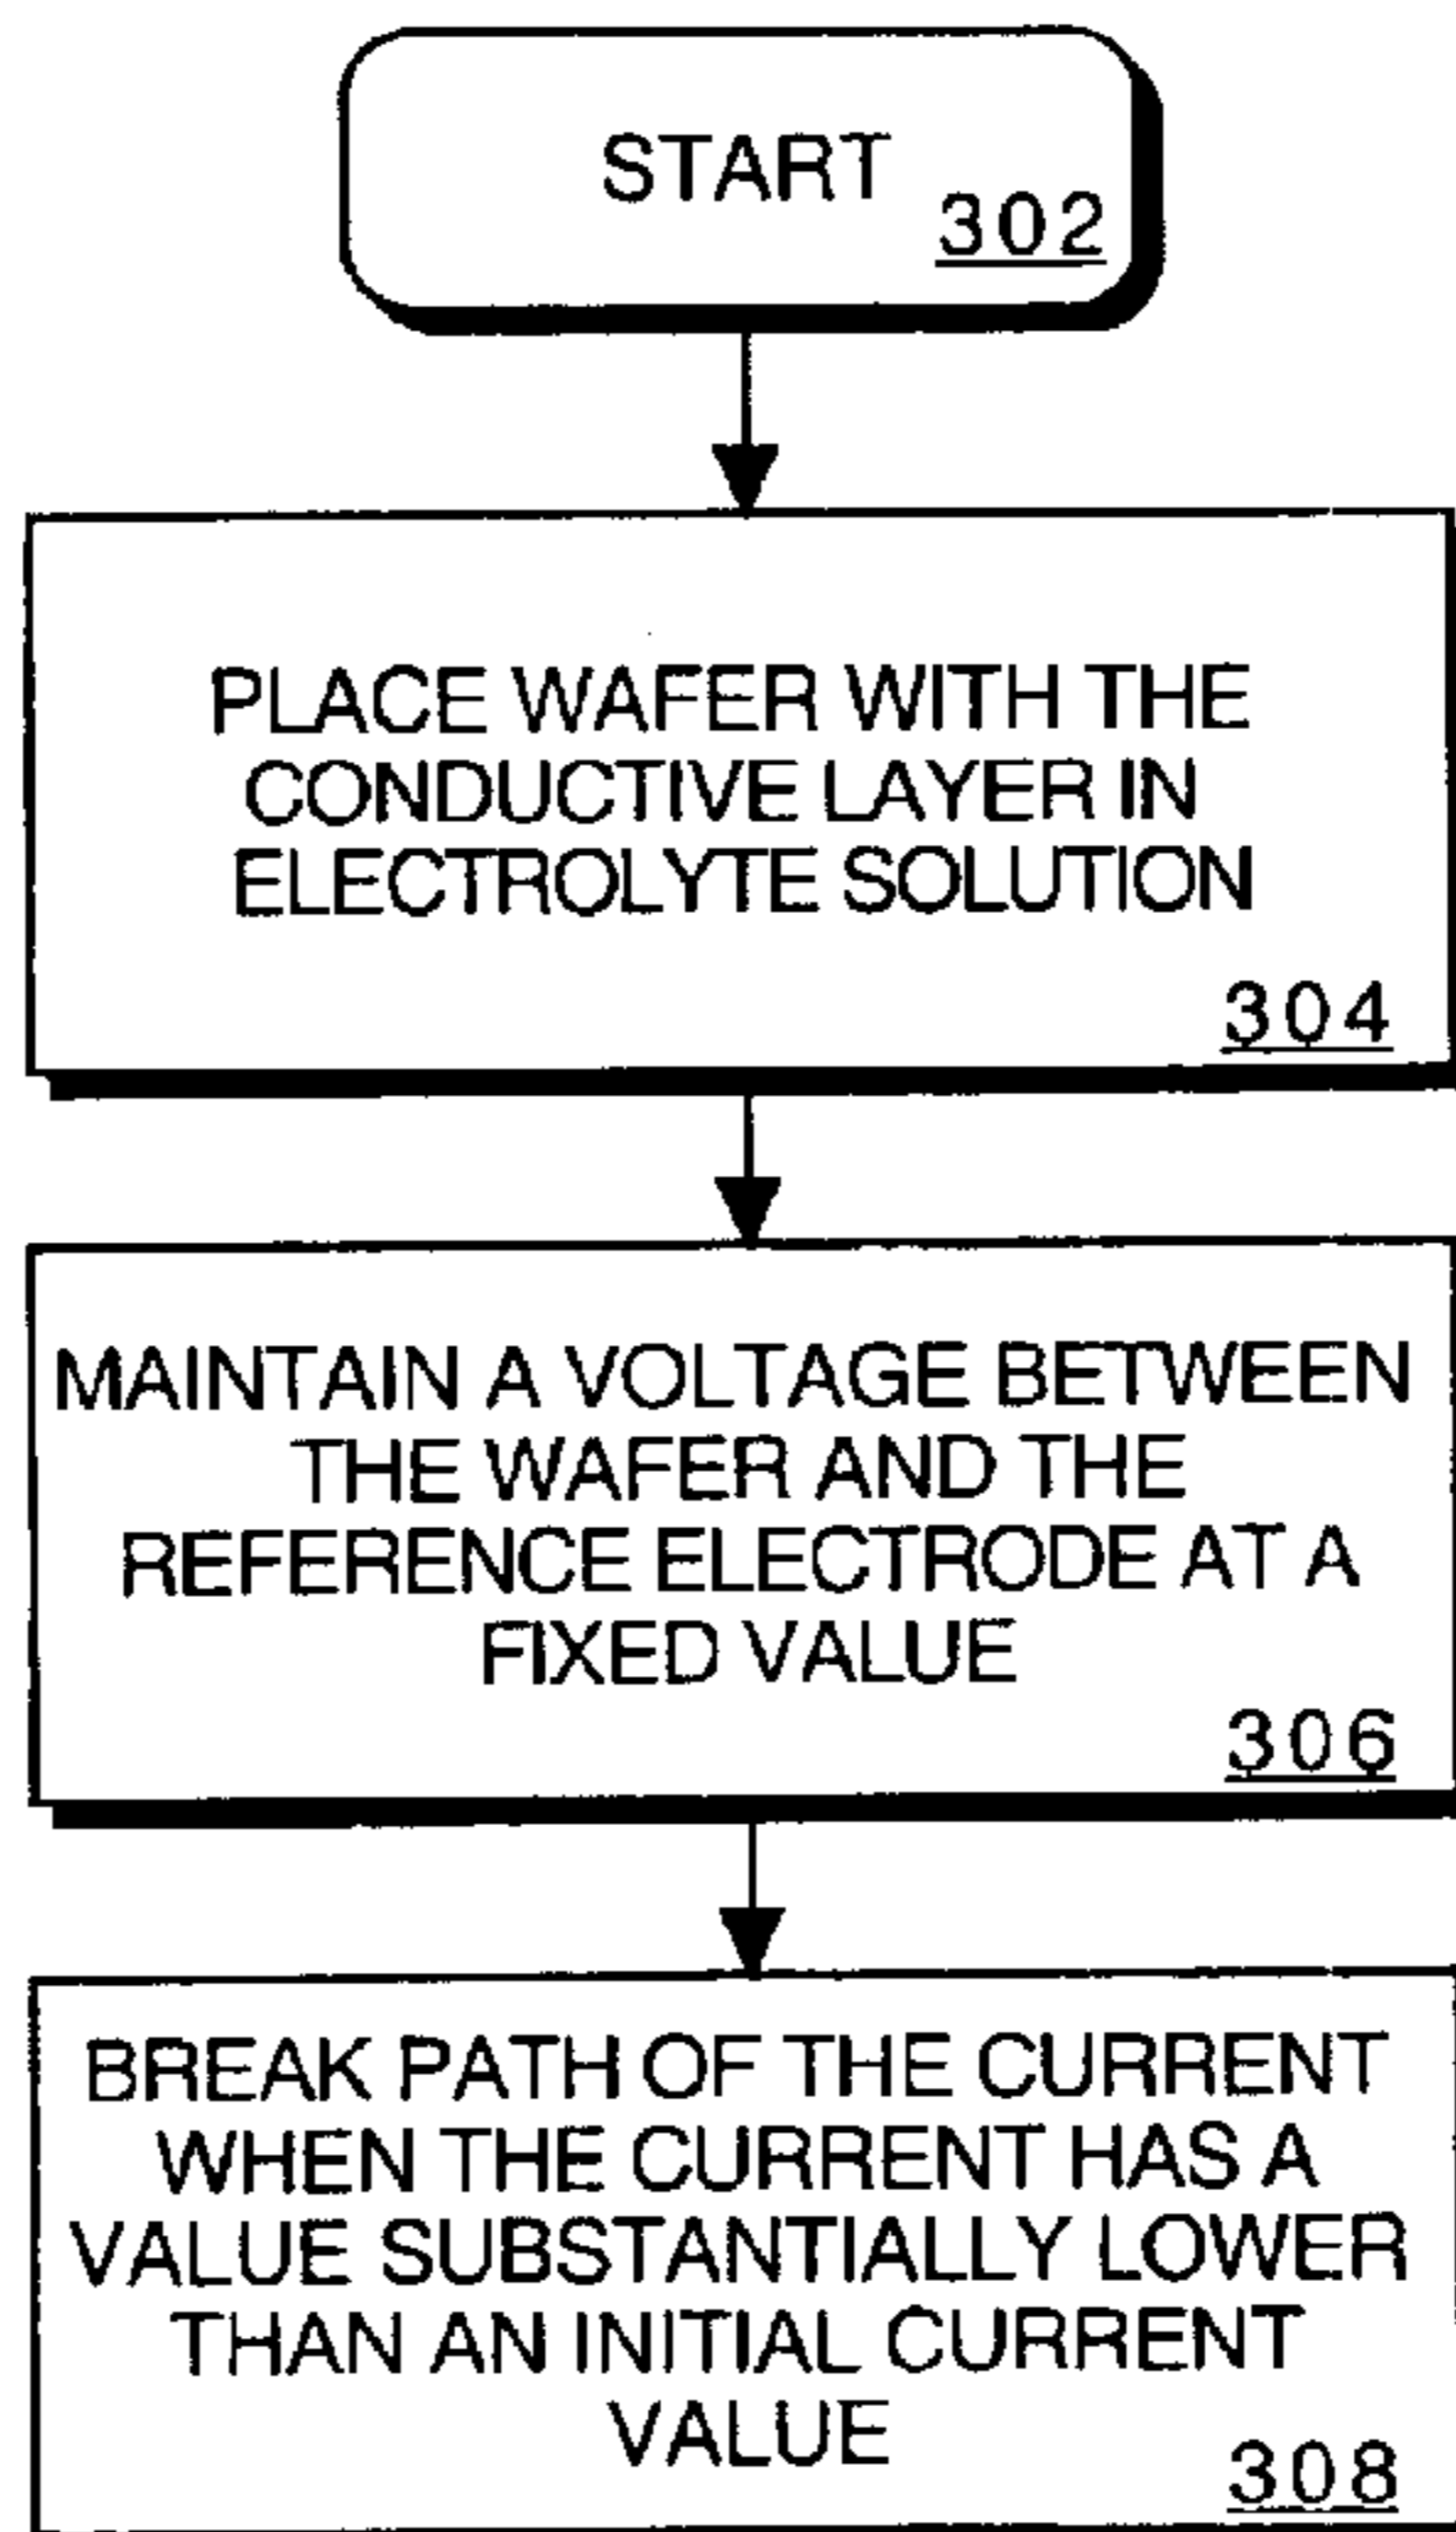 START
302
PLACE WAFER WITH THE
CONDUCTIVE LAYER IN
ELECTROLYTE SOLUTION
304
MAINTAIN A VOLTAGE BETWEEN
THE WAFER AND THE
REFERENCE ELECTRODE AT A
FIXED VALUE
306
BREAK PATH OF THE CURRENT
WHEN THE CURRENT HAS A
VALUE SUBSTANTIALLY LOWER
THAN AN INITIAL CURRENT
VALUE
308